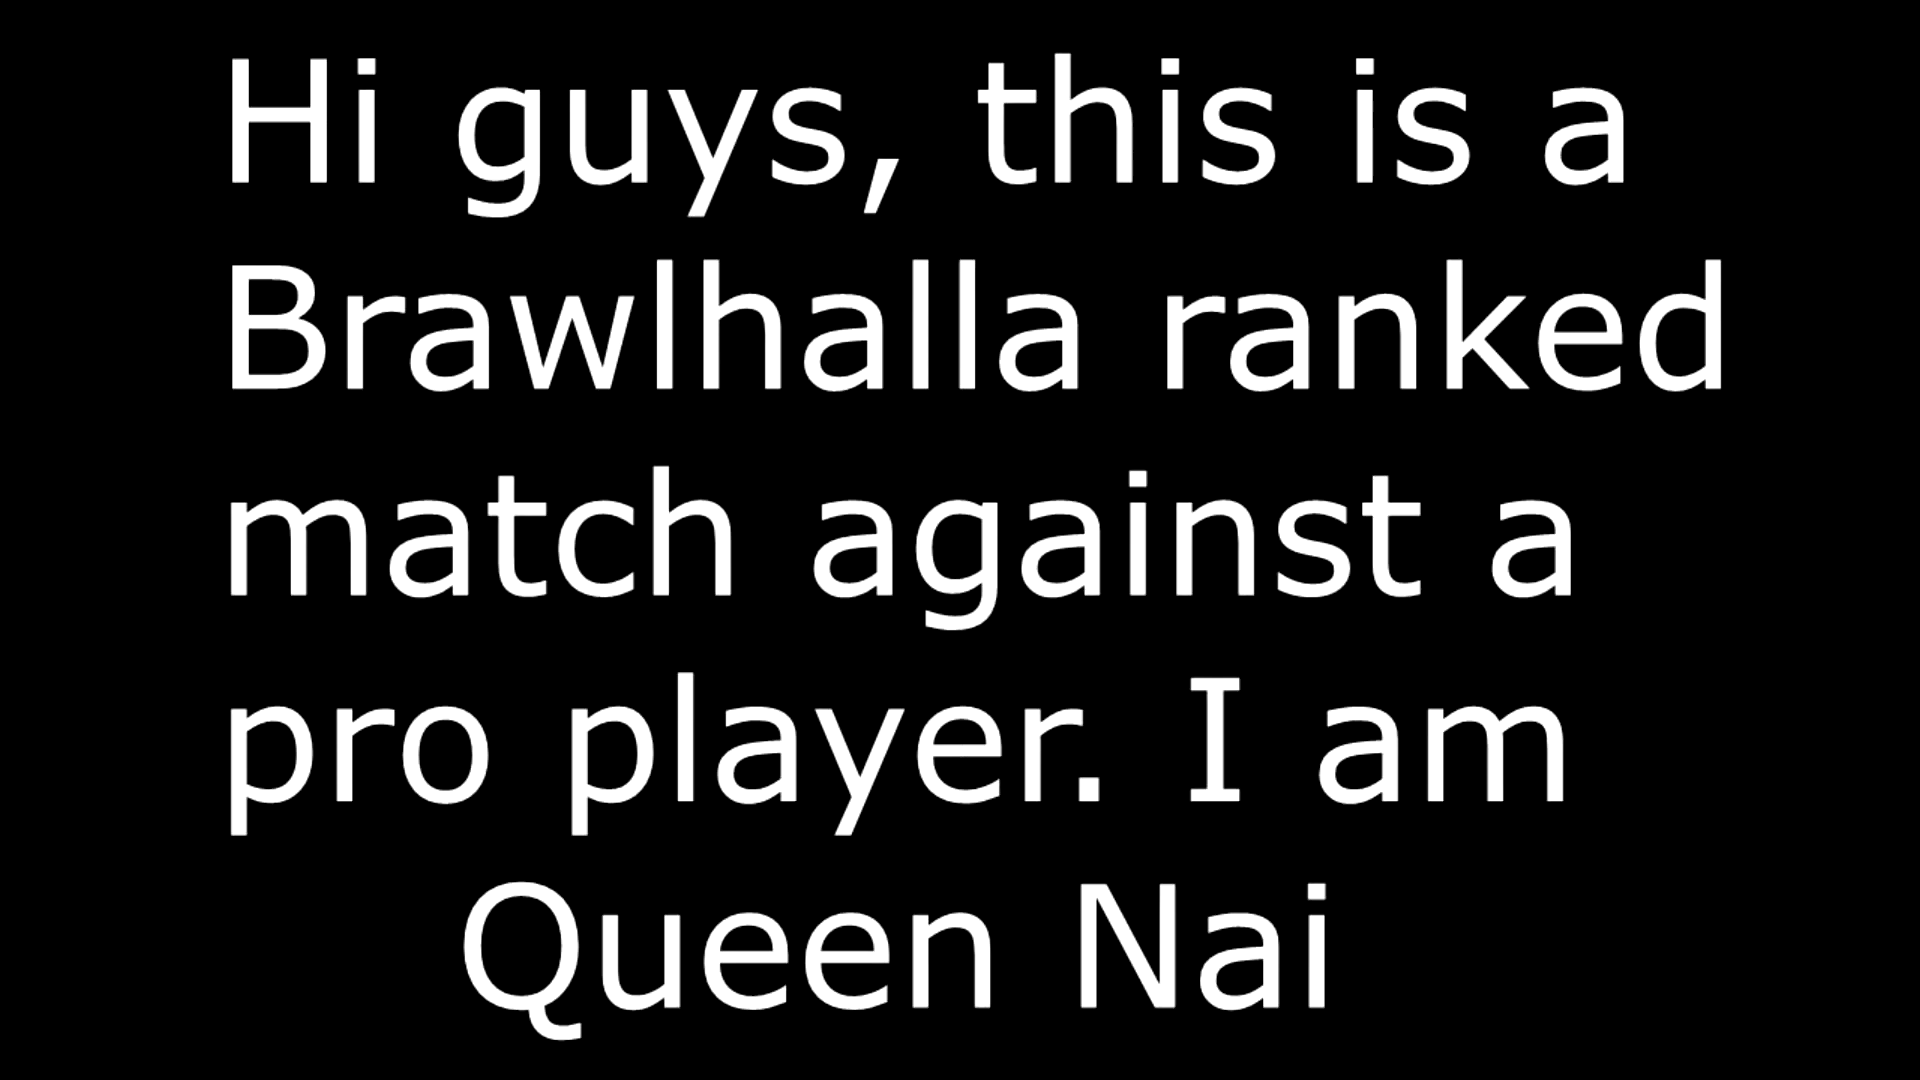 Hi guys, this is a
Brawlhalla ranked
match against a
pro player. I am
Queen Nai